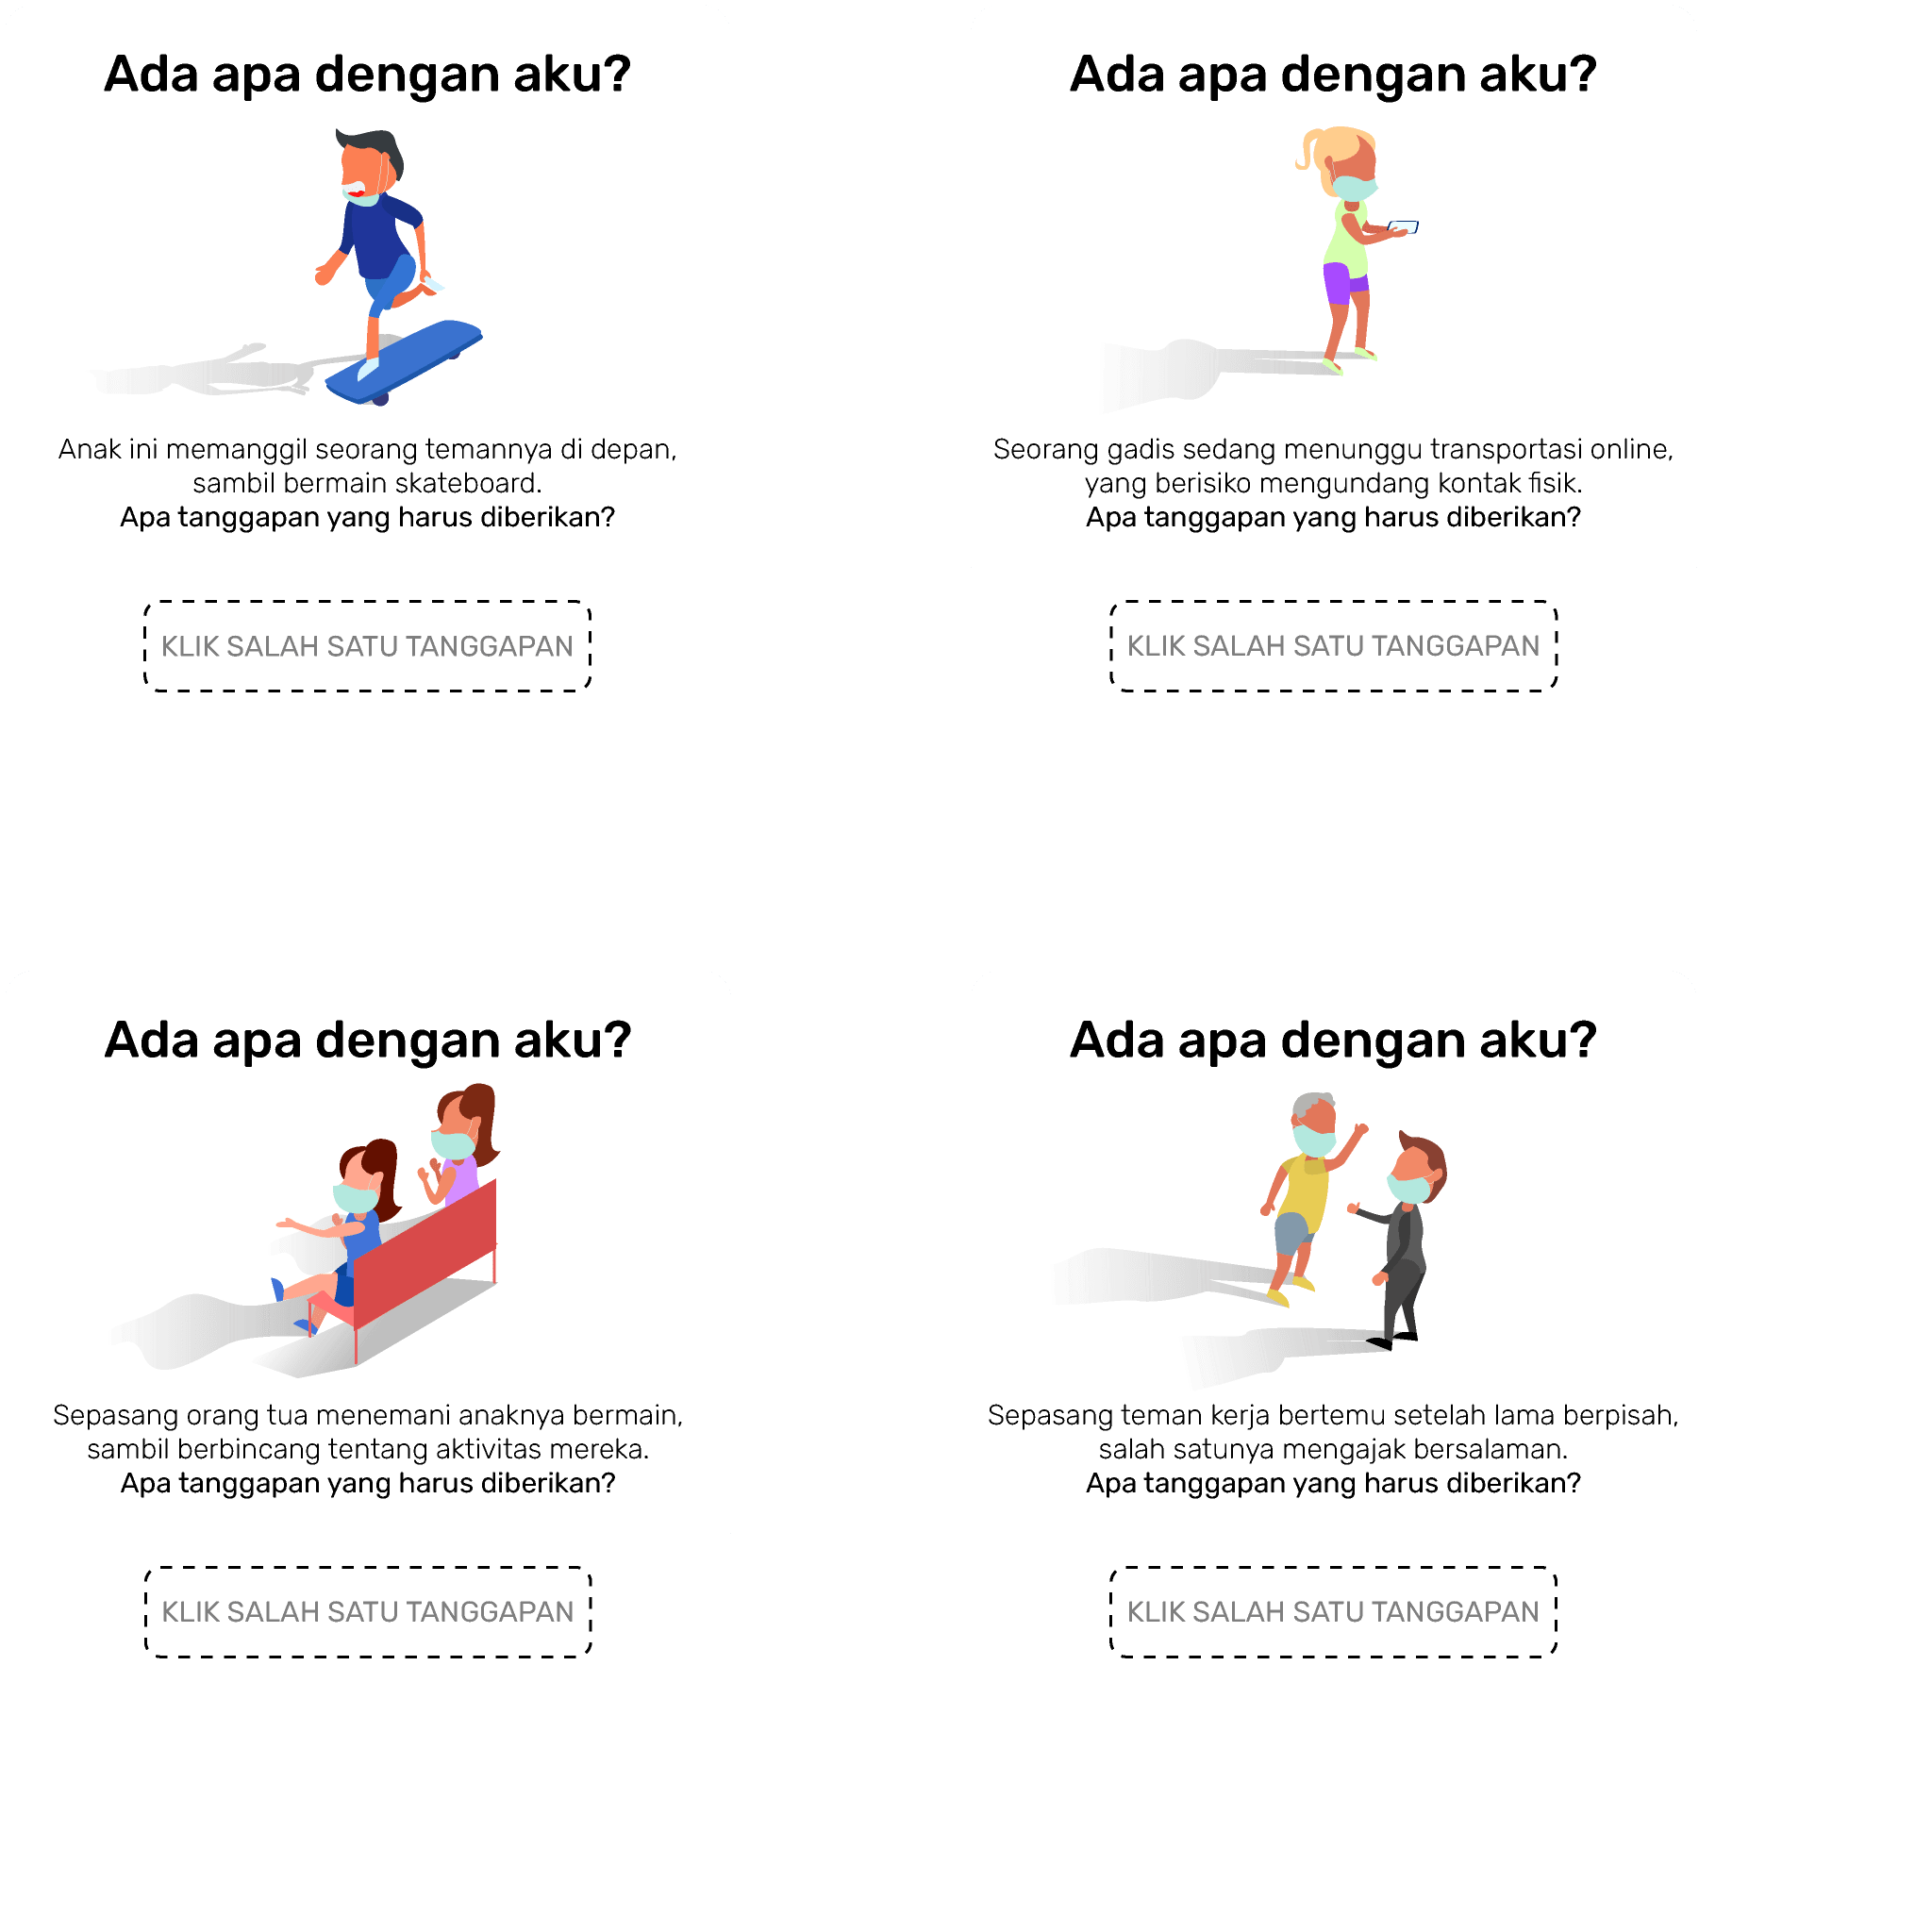 Ada apa dengan aku?
Anak ini memanggil seorang temannya di depan,
sambil bermain skateboard.
Apa tanggapan yang harus diberikan?
KLIK SALAH SATU TANGGAPAN
Ada apa dengan aku?
Seorang gadis sedang menunggu transportasi online,
yang berisiko mengundang kontak fisik.
Apa tanggapan yang harus diberikan?
KLIK SALAH SATU TANGGAPAN
Ada apa dengan aku?
Sepasang orang tua menemani anaknya bermain,
sambil berbincang tentang aktivitas mereka.
Apa tanggapan yang harus diberikan?
KLIK SALAH SATU TANGGAPAN
Ada apa dengan aku?
Sepasang teman kerja bertemu setelah lama berpisah,
salah satunya mengajak bersalaman.
Apa tanggapan yang harus diberikan?
KLIK SALAH SATU TANGGAPAN